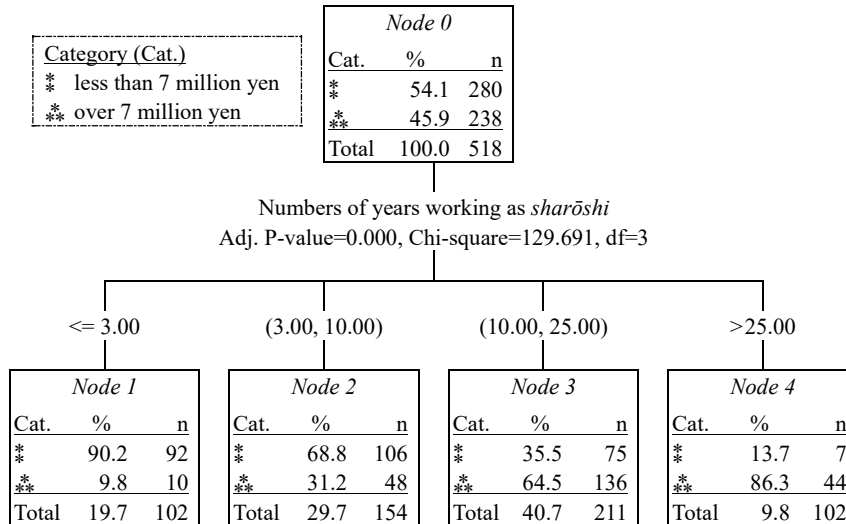 Node 0
Cat. % n
⁑ 54.1 280
⁂ 45.9 238
Total 100.0 518
Category (Cat.)
⁑ less than 7 million yen
⁂ over 7 million yen
Numbers of years working as sharōshi
Adj. P-value=0.000, Chi-square=129.691, df=3
<= 3.00
(3.00, 10.00)
(10.00, 25.00)
>25.00
Node 1
Cat. % n
⁑ 90.2 92
⁂ 9.8 10
Total 19.7 102
Node 2
Cat. % n
⁑ 68.8 106
⁂ 31.2 48
Total 29.7 154
Node 3
Cat. % n
⁑ 35.5 75
⁂ 64.5 136
Total 40.7 211
Node 4
Cat. % n
⁑ 13.7 7
⁂ 86.3 44
Total 9.8 102